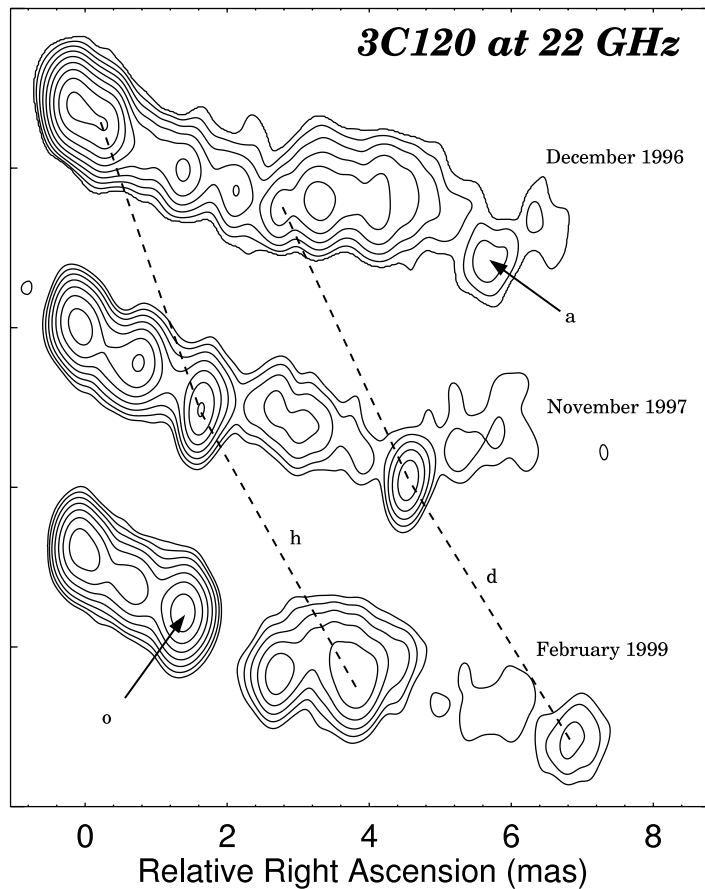 3C120 at 22 GHz
December 1996
a
November 1997
h
d
February 1999
o
0 2 4 6 8
Relative Right Ascension (mas)